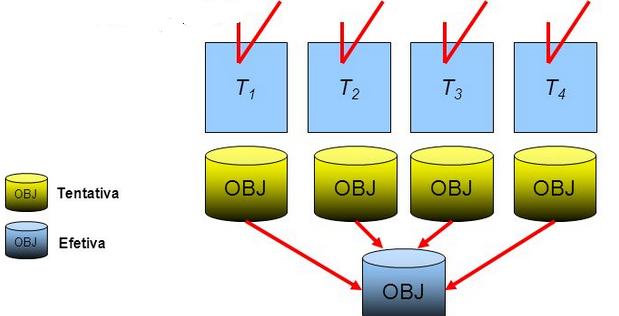 T1 T2 T3 T4
OBJ OBJ OBJ OBJ
OBJ Tentativa
OBJ Efetiva
OBJ